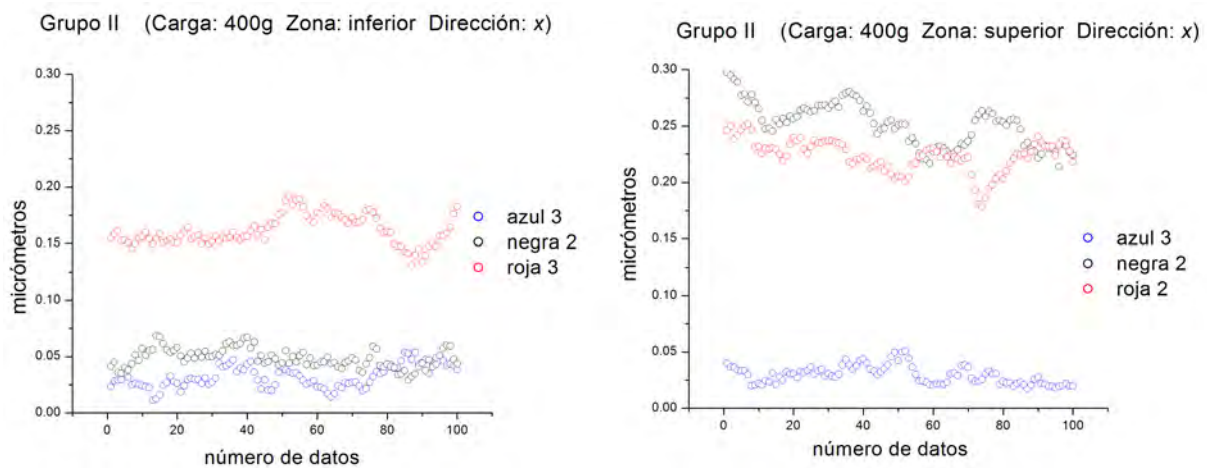 Grupo II (Carga: 400g Zona: inferior Dirección: x)
0.30
0.25
0.20
0.15
0.10
0.05
0.00
micrómetros
0 20 40 60 80 100
número de datos
azul 3
negra 2
roja 3
Grupo II (Carga: 400g Zona: superior Dirección: x)
0.30
0.25
0.20
0.15
0.10
0.05
0.00
micrómetros
0 20 40 60 80 100
número de datos
azul 3
negra 2
roja 2